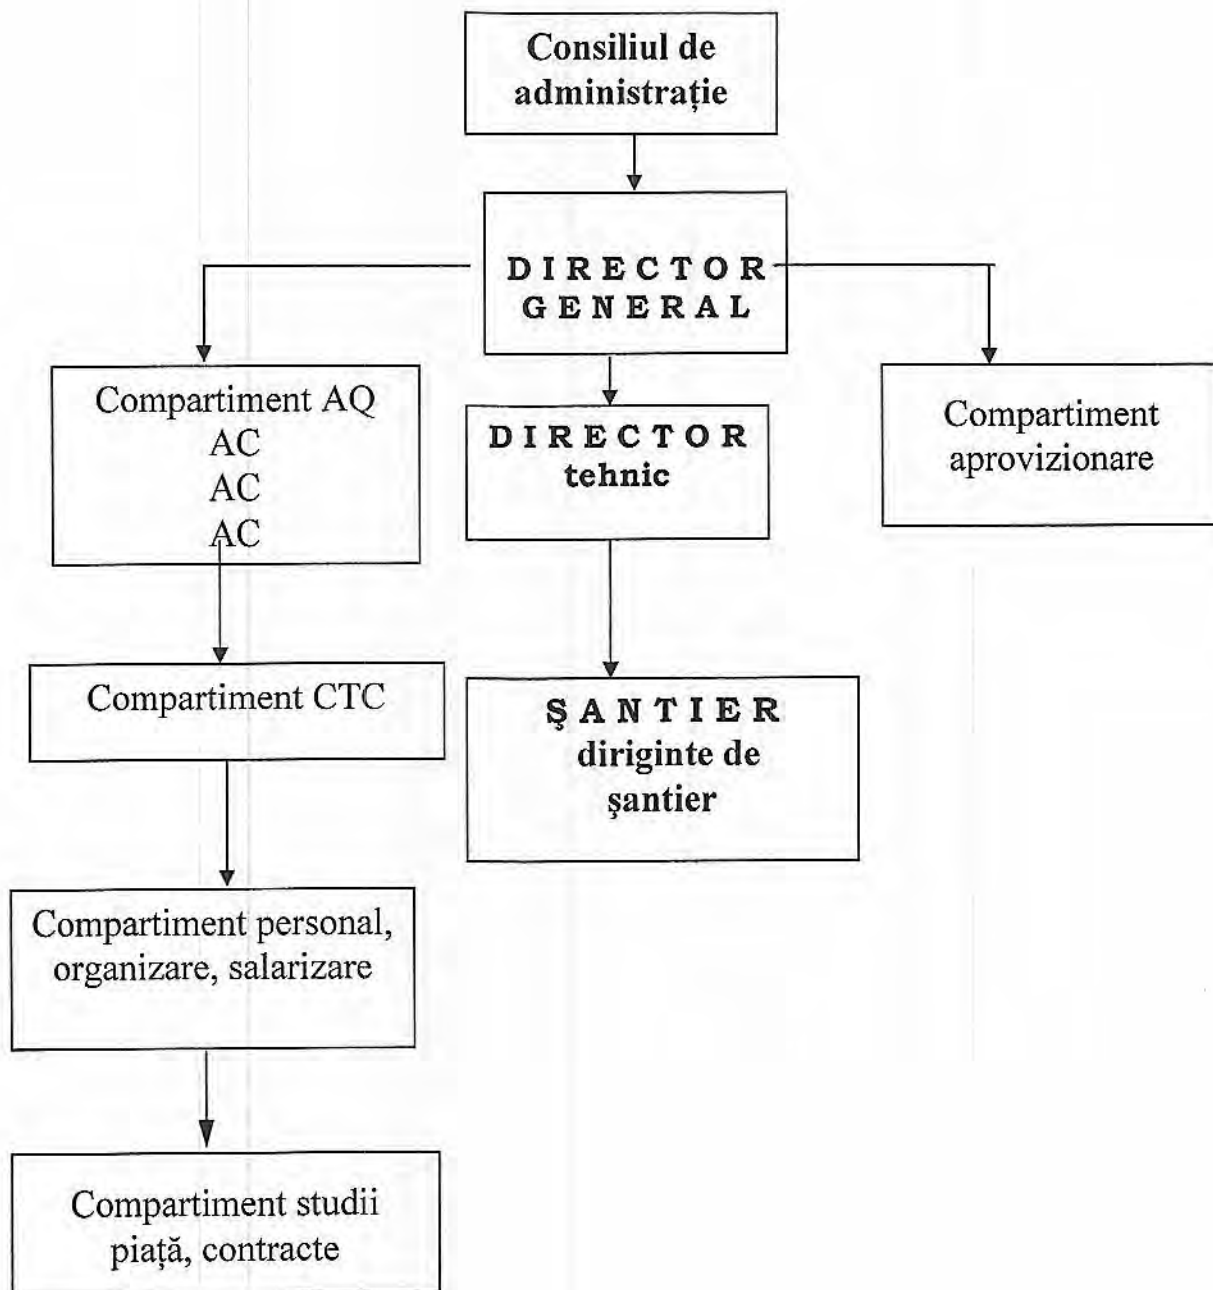 Consiliul de
administrație
DIRECTOR
GENERAL
Compartiment AQ
AC
AC
AC
DIRECTOR
tehnic
Compartiment
aprovizionare
Compartiment CTC
ŞANTIER
diriginte de
şantier
Compartiment personal,
organizare, salarizare
Compartiment studii
piață, contracte